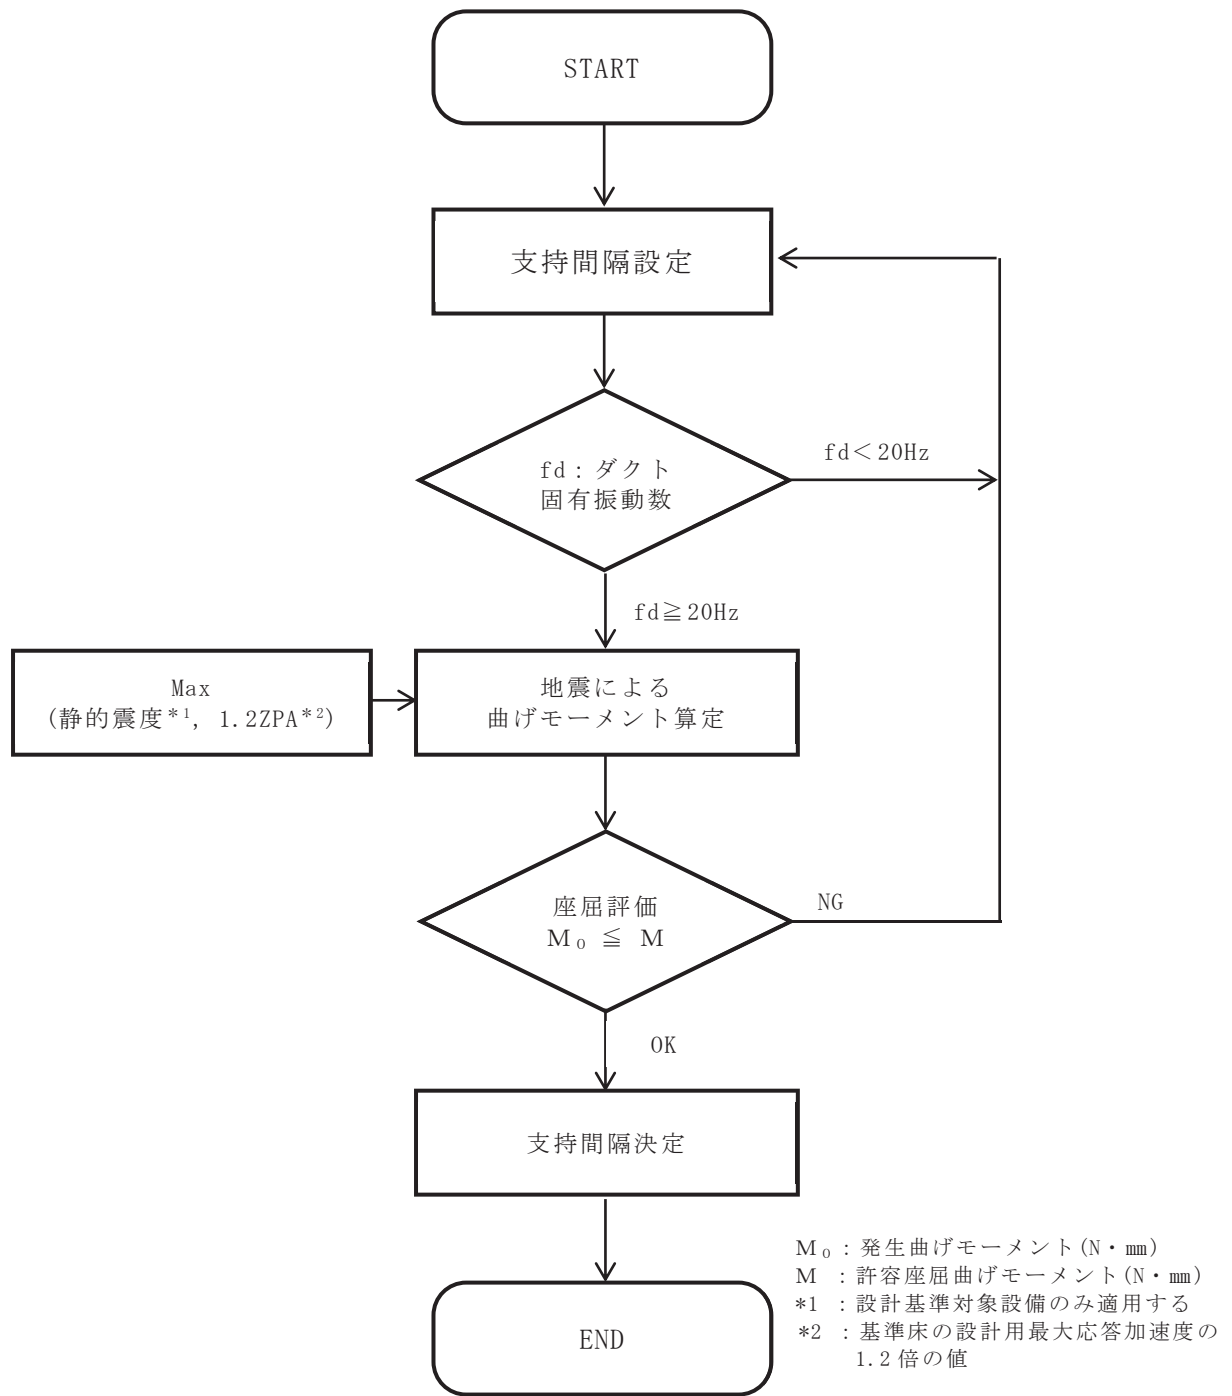 START
支持間隔設定
fd<20Hz
fd:ダクト
固有振動数
fd≧20Hz
Max
(静的震度*1, 1.2ZPA*2)
地震による
曲げモーメント算定
座屈評価
M0 ≦ M
NG
OK
支持間隔決定
M0:発生曲げモーメント(N・㎜)
M :許容座屈曲げモーメント(N・㎜)
*1 :設計基準対象設備のみ適用する
*2 :基準床の設計用最大応答加速度の
1.2倍の値
END